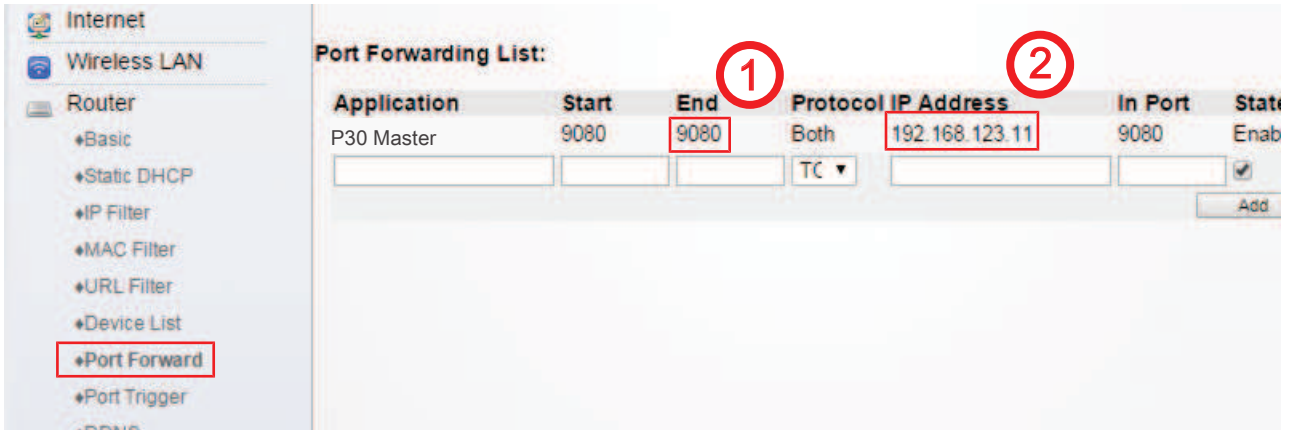 Internet
Wireless LAN
Router
♦Basic
♦Static DHCP
♦IP Filter
♦MAC Filter
♦URL Filter
♦Device List
♦Port Forward
♦Port Trigger
Port Forwarding List:
1
2
Application Start End Protocol IP Address In Port State
P30 Master 9080 9080 Both 192.168.123.11 9080 Enab
TC ▼
Add